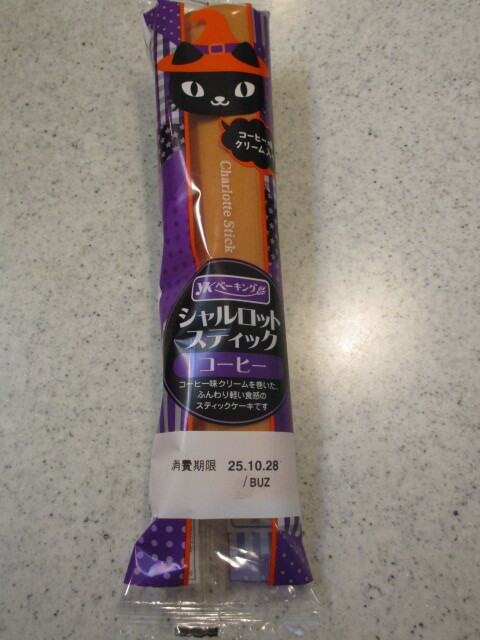 コーヒー味
クリーム入り
Charlotte Stick
YKベーキング
シャルロット
スティック
コーヒー
コーヒー味クリームを巻いた、
ふんわり軽い食感の
スティックケーキです
消費期限 25.10.28
/BUZ